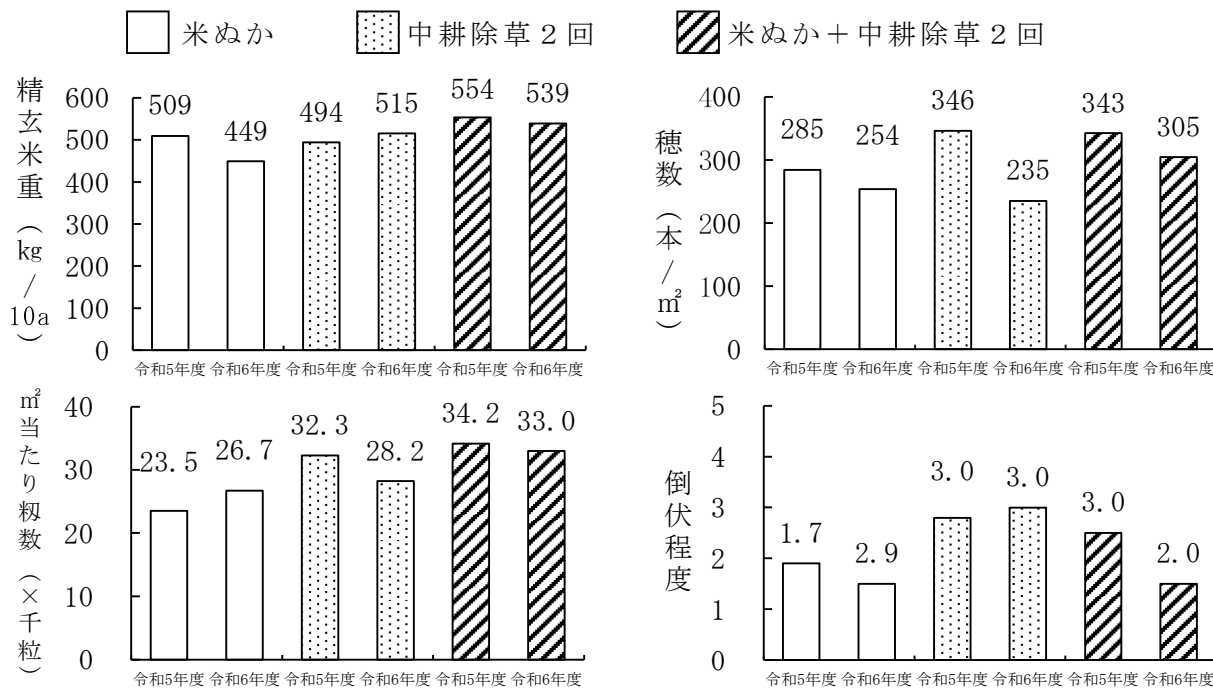 米ぬか 中耕除草２回 米ぬか＋中耕除草２回
精玄米重（kg/10a）
600
500
400
300
200
100
0
509 449 494 515 554 539
令和5年度 令和6年度 令和5年度 令和6年度 令和5年度 令和6年度
穂数（本/㎡）
400
300
200
100
0
285 254 346 235 343 305
令和5年度 令和6年度 令和5年度 令和6年度 令和5年度 令和6年度
㎡当たり籾数（×千粒）
40
30
20
10
0
23.5 26.7 32.3 28.2 34.2 33.0
令和5年度 令和6年度 令和5年度 令和6年度 令和5年度 令和6年度
倒伏程度
5
4
3
2
1
0
1.7 2.9 3.0 3.0 3.0 2.0
令和5年度 令和6年度 令和5年度 令和6年度 令和5年度 令和6年度